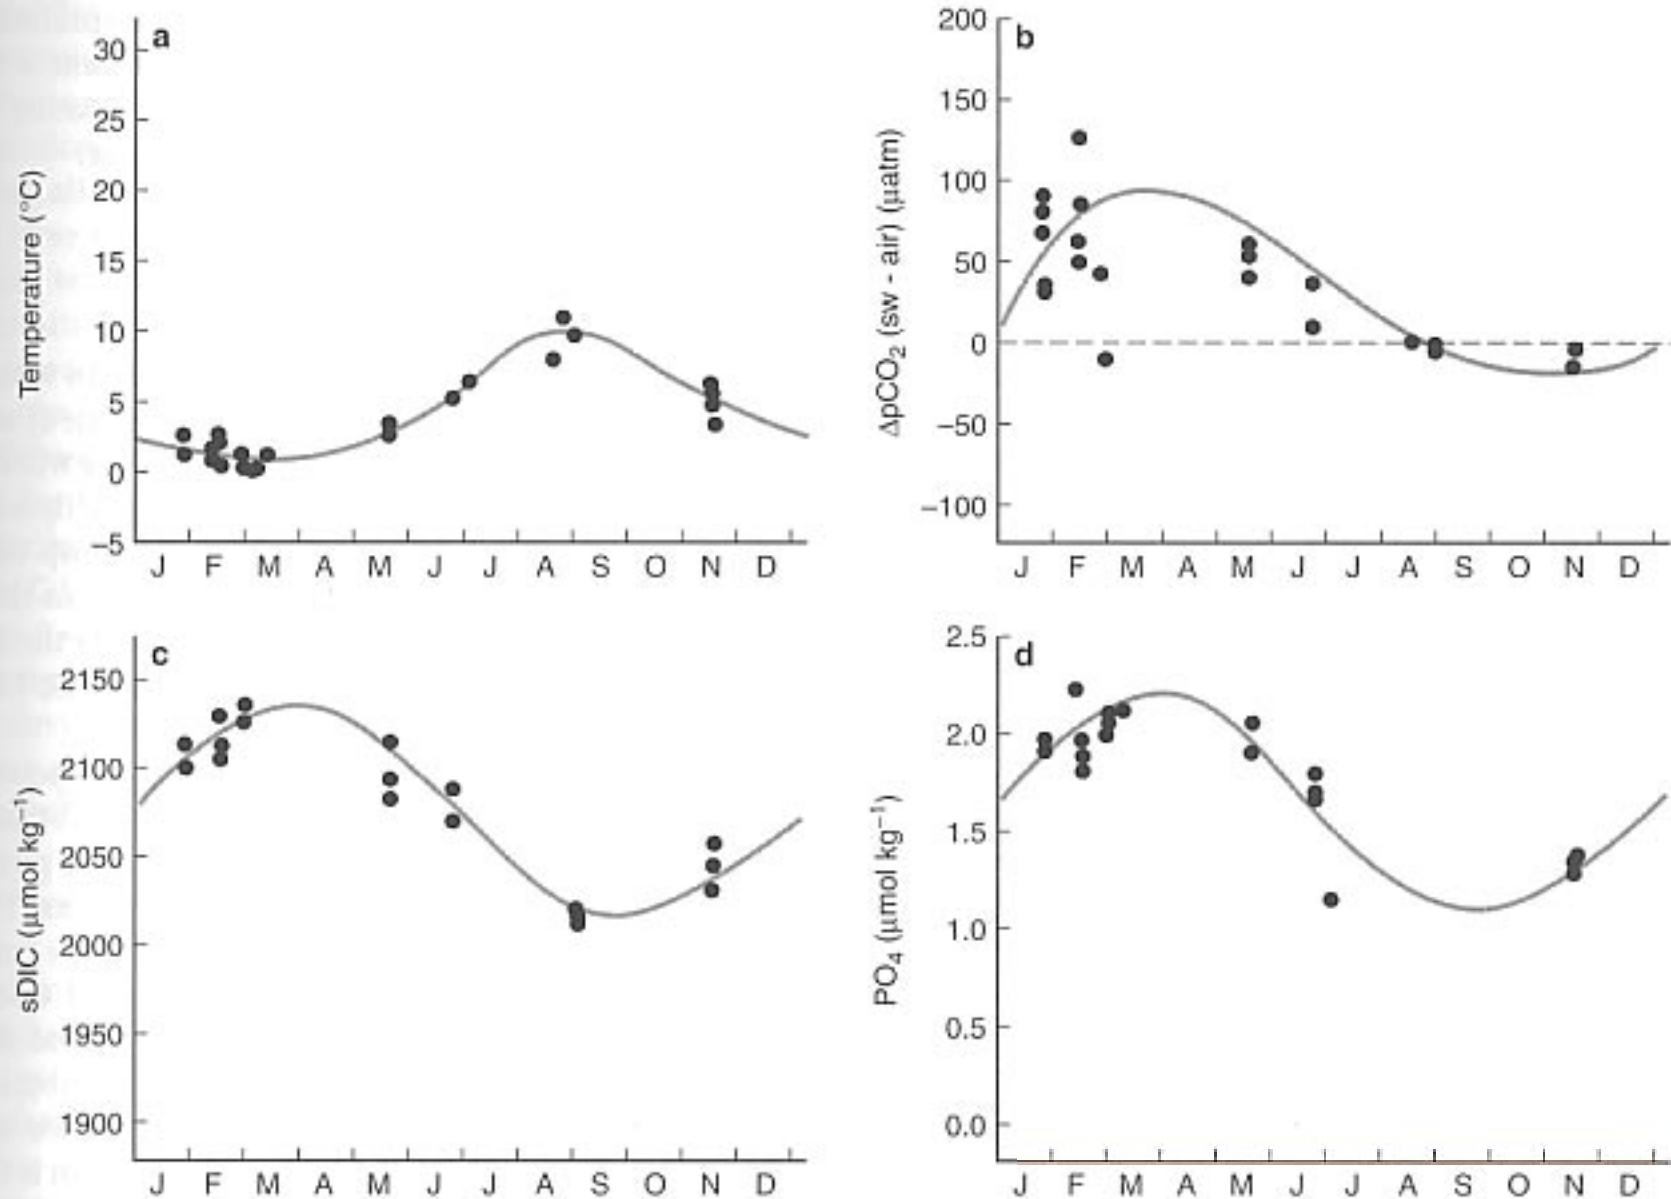 a
30
25
20
15
10
5
0
−5
Temperature (°C)
J F M A M J J A S O N D
b
200
150
100
50
0
−50
−100
ΔpCO₂ (sw - air) (μatm)
J F M A M J J A S O N D
c
2150
2100
2050
2000
1950
1900
sDIC (μmol kg⁻¹)
J F M A M J J A S O N D
d
2.5
2.0
1.5
1.0
0.5
0.0
PO₄ (μmol kg⁻¹)
J F M A M J J A S O N D